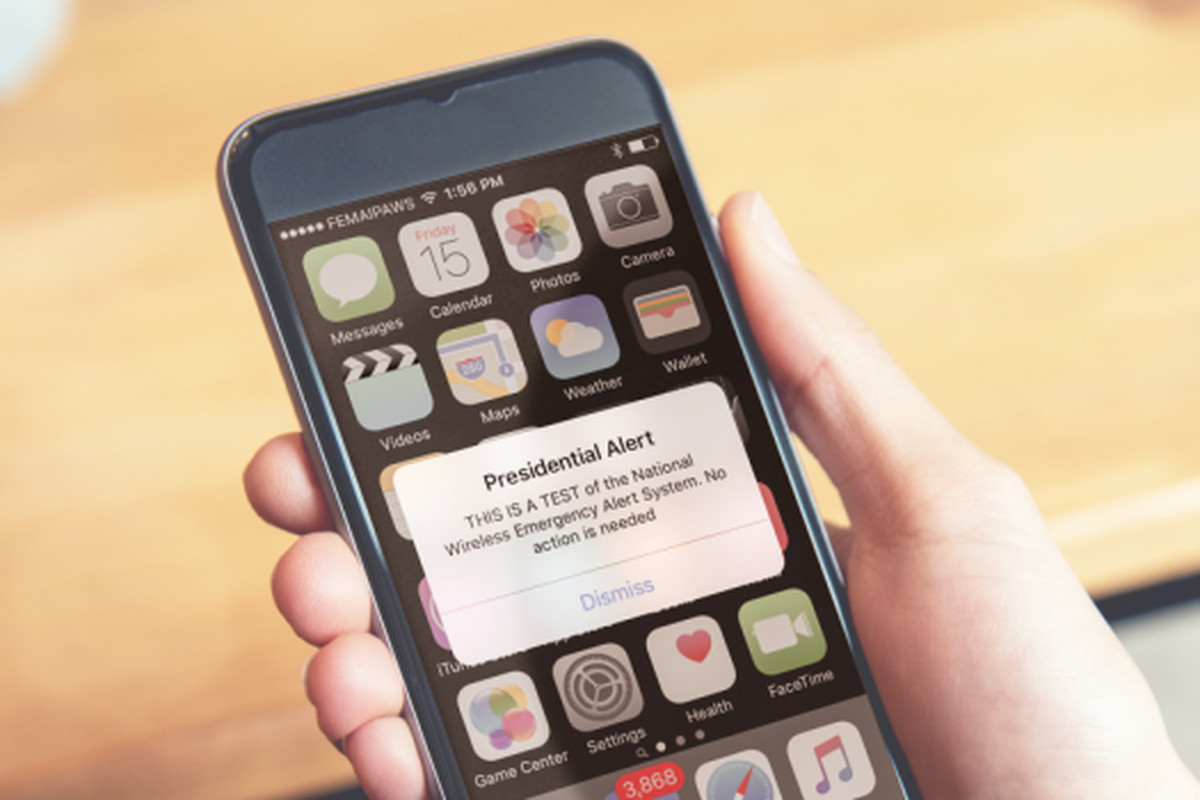 ●●●●● FEMAIPAWS 1:56 PM
Friday
15
Messages Calendar Photos Camera
280
Videos Maps Weather Wallet
Presidential Alert
THIS IS A TEST of the National
Wireless Emergency Alert System. No
action is needed
Dismiss
Game Center Settings Health FaceTime
3,868